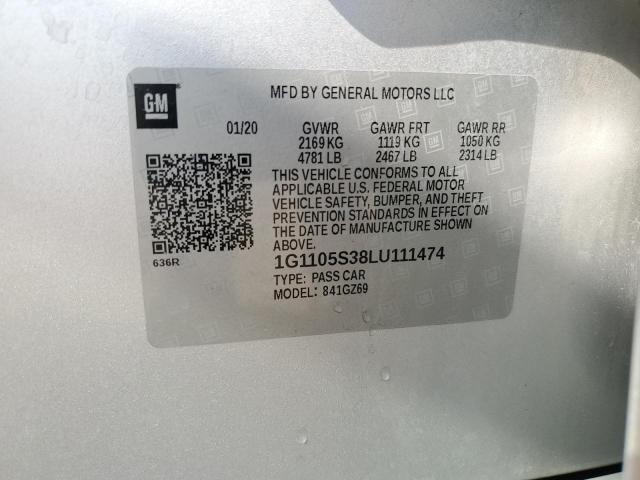 GM
MFD BY GENERAL MOTORS LLC
01/20 GVWR GAWR FRT GAWR RR
2169 KG 1119 KG 1050 KG
4781 LB 2467 LB 2314 LB
THIS VEHICLE CONFORMS TO ALL
APPLICABLE U.S. FEDERAL MOTOR
VEHICLE SAFETY, BUMPER, AND THEFT
PREVENTION STANDARDS IN EFFECT ON
THE DATE OF MANUFACTURE SHOWN
ABOVE.
636R
1G1105S38LU111474
TYPE: PASS CAR
MODEL: 841GZ69